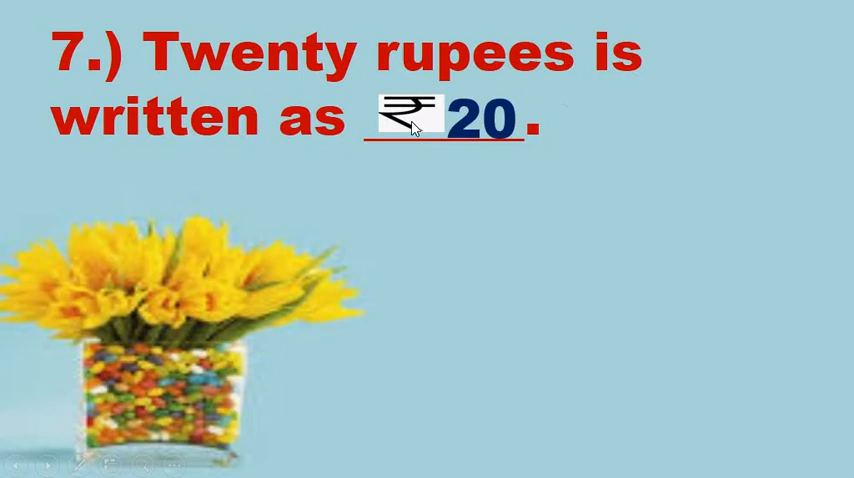 7.) Twenty rupees is
written as ₹ 20.